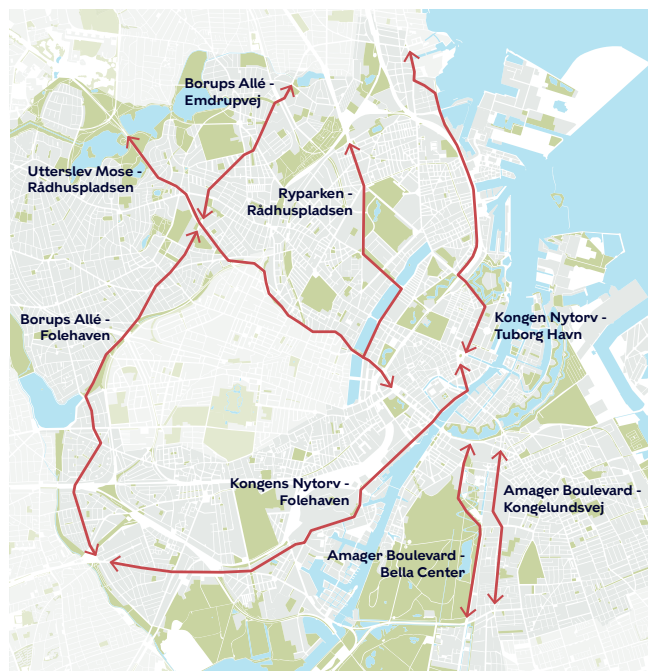 Borups Allé -
Emdrupvej
Utterslev Mose -
Rådhuspladsen
Ryparken -
Rådhuspladsen
Borups Allé -
Folehaven
Kongen Nytorv -
Tuborg Havn
Kongens Nytorv -
Folehaven
Amager Boulevard -
Kongelundsvej
Amager Boulevard -
Bella Center